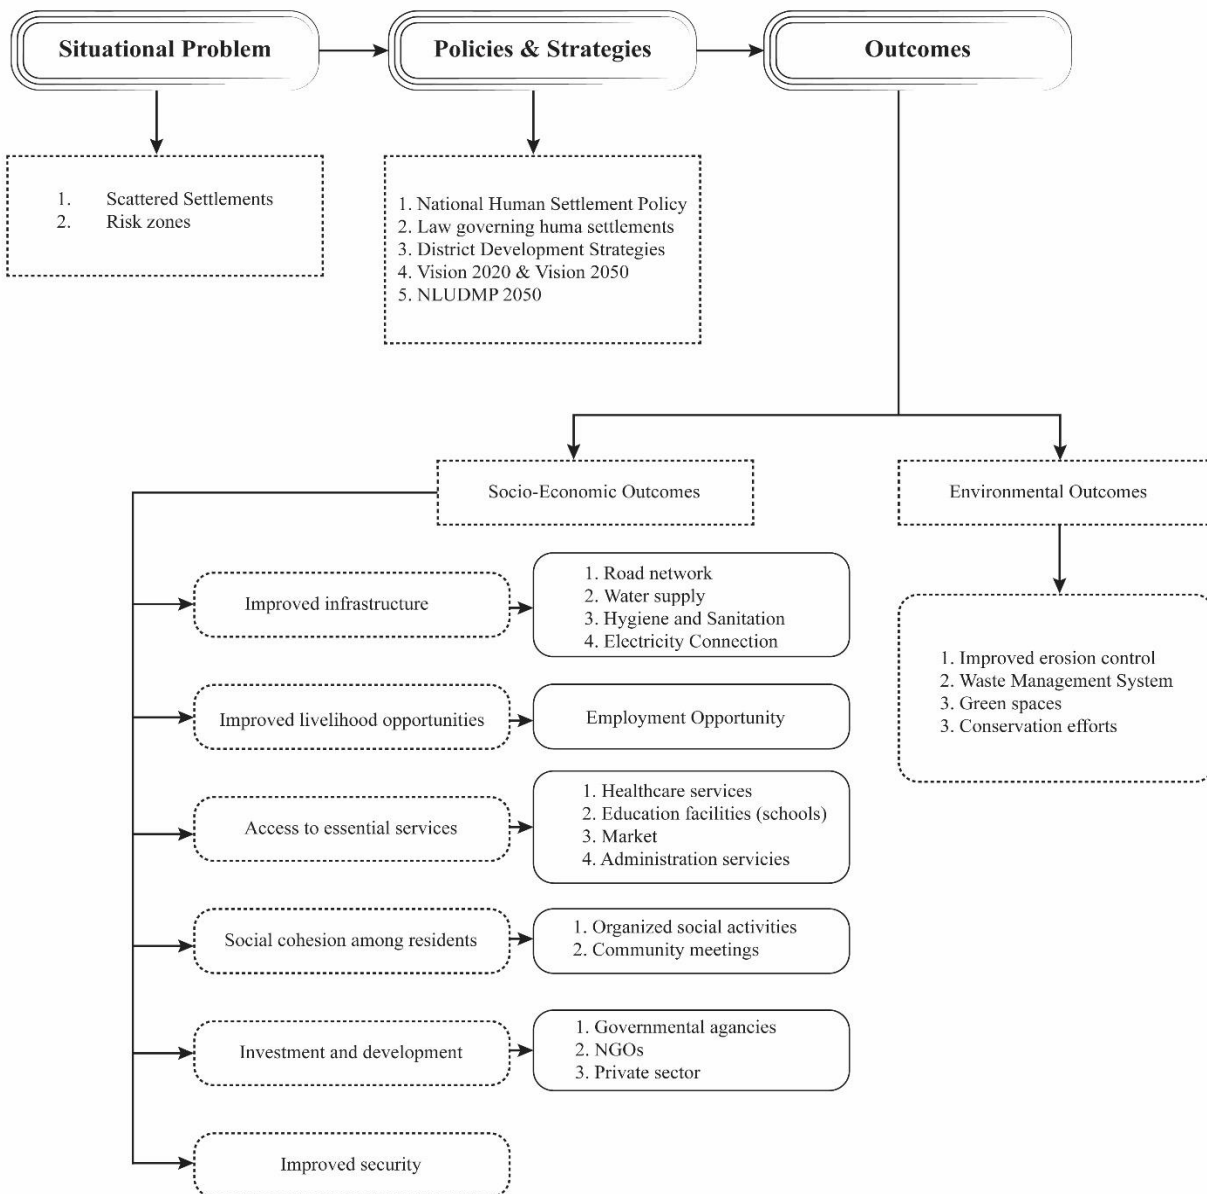 Situational Problem
Policies & Strategies
Outcomes
1. Scattered Settlements
2. Risk zones
1. National Human Settlement Policy
2. Law governing huma settlements
3. District Development Strategies
4. Vision 2020 & Vision 2050
5. NLUDMP 2050
Socio-Economic Outcomes
Environmental Outcomes
Improved infrastructure
1. Road network
2. Water supply
3. Hygiene and Sanitation
4. Electricity Connection
1. Improved erosion control
2. Waste Management System
3. Green spaces
3. Conservation efforts
Improved livelihood opportunities
Employment Opportunity
Access to essential services
1. Healthcare services
2. Education facilities (schools)
3. Market
4. Administration servicies
Social cohesion among residents
1. Organized social activities
2. Community meetings
Investment and development
1. Governmental agancies
2. NGOs
3. Private sector
Improved security